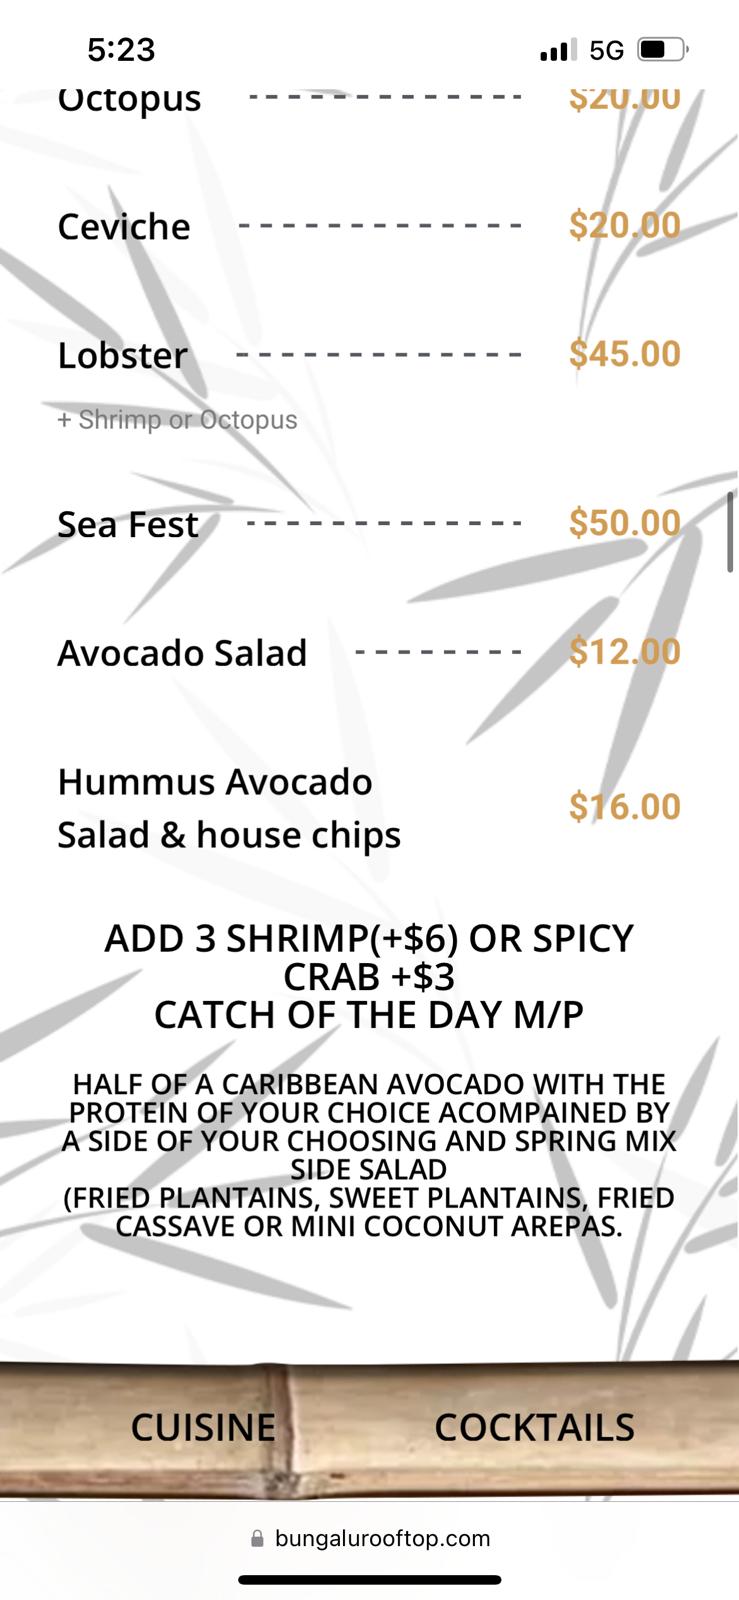 5:23 5G
Octopus ------------- $20.00
Ceviche ------------- $20.00
Lobster ------------- $45.00
+ Shrimp or Octopus
Sea Fest ------------- $50.00
Avocado Salad -------- $12.00
Hummus Avocado
Salad & house chips $16.00
ADD 3 SHRIMP(+$6) OR SPICY
CRAB +$3
CATCH OF THE DAY M/P
HALF OF A CARIBBEAN AVOCADO WITH THE
PROTEIN OF YOUR CHOICE ACOMPAINED BY
A SIDE OF YOUR CHOOSING AND SPRING MIX
SIDE SALAD
(FRIED PLANTAINS, SWEET PLANTAINS, FRIED
CASSAVE OR MINI COCONUT AREPAS.
CUISINE COCKTAILS
bungalurooftop.com